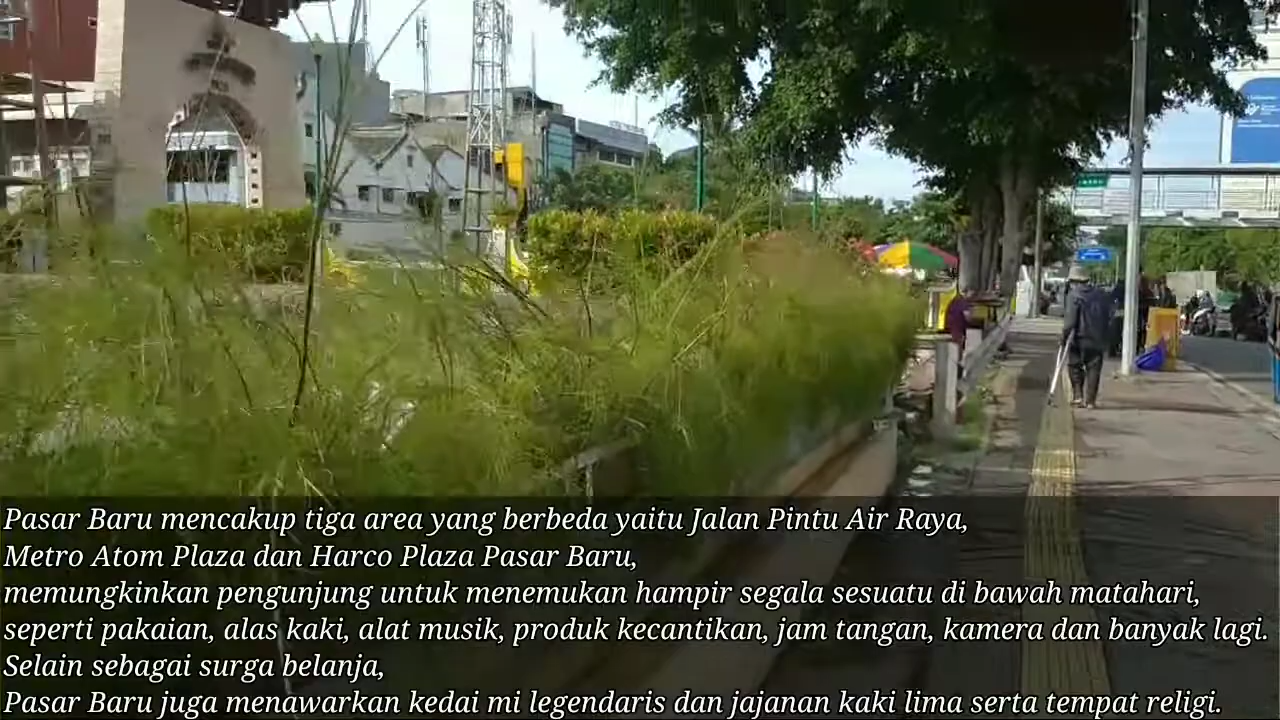 Pasar Baru mencakup tiga area yang berbeda yaitu Jalan Pintu Air Raya,
Metro Atom Plaza dan Harco Plaza Pasar Baru,
memungkinkan pengunjung untuk menemukan hampir segala sesuatu di bawah matahari,
seperti pakaian, alas kaki, alat musik, produk kecantikan, jam tangan, kamera dan banyak lagi.
Selain sebagai surga belanja,
Pasar Baru juga menawarkan kedai mi legendaris dan jajanan kaki lima serta tempat religi.